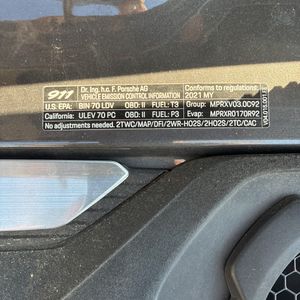 911 Dr. Ing. h.c. F. Porsche AG Conforms to regulations:
VEHICLE EMISSION CONTROL INFORMATION 2021 MY
U.S. EPA: BIN 70 LDV OBD: II FUEL: T3 Group: MPRXV03.0C92
California: ULEV 70 PC OBD: II FUEL: P3 Evap: MPRXR0170R92
No adjustments needed. 2TWC/MAP/DFI/2WR-HO2S/2HO2S/2TC/CAC